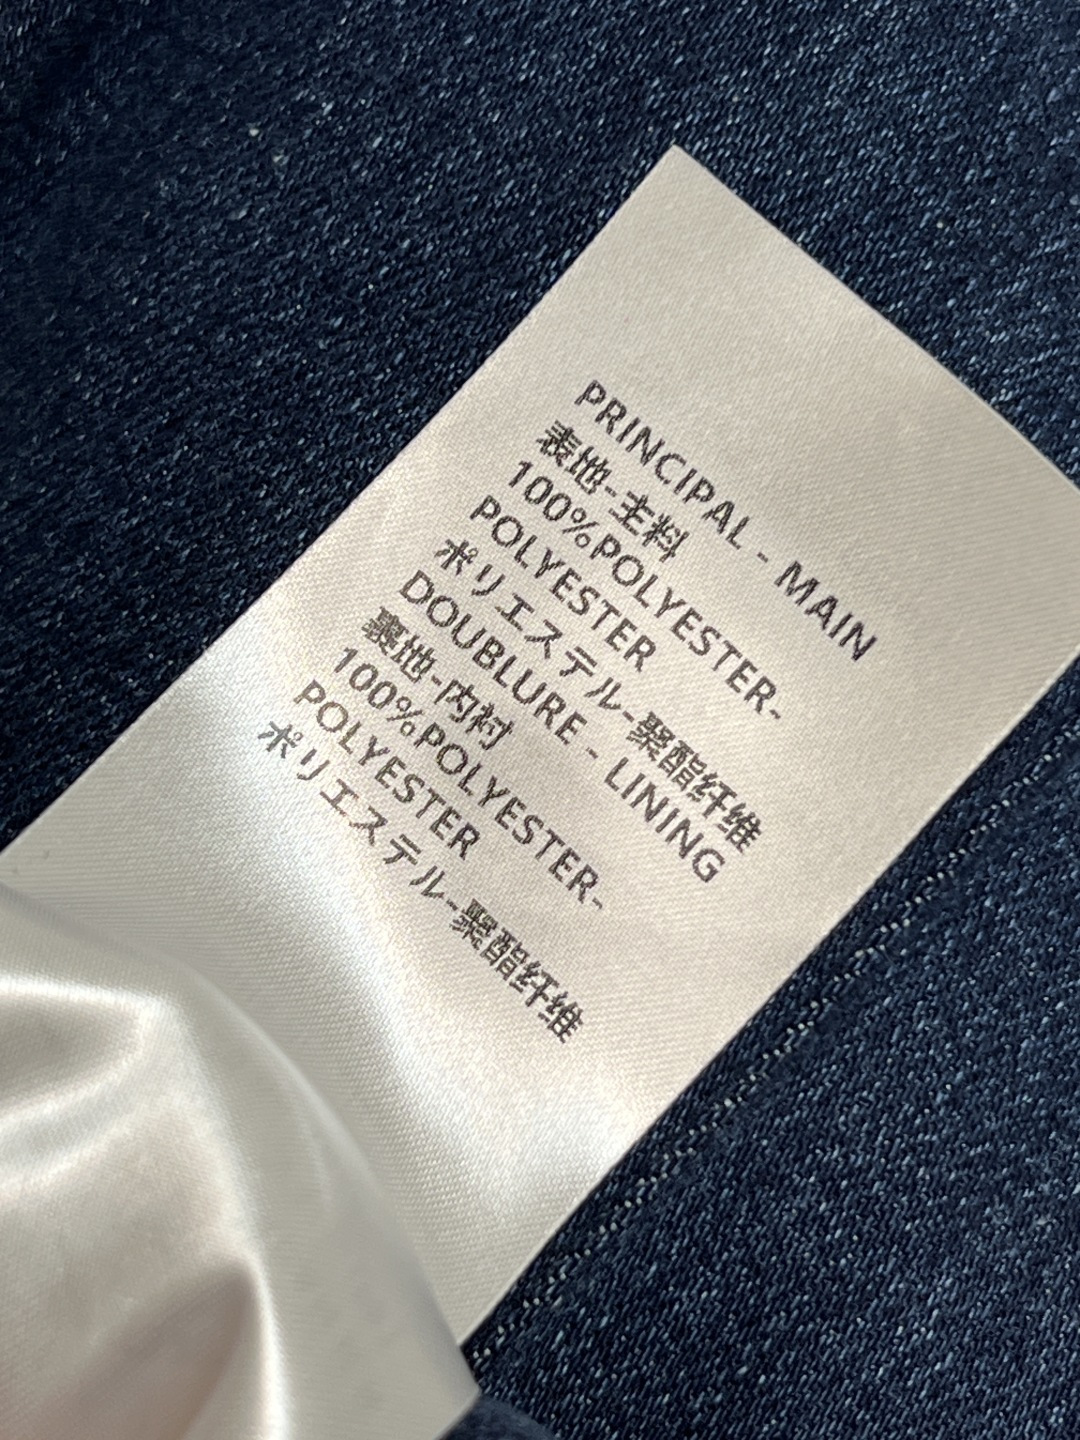 PRINCIPAL - MAIN
表地-主料
100%POLYESTER-
POLYESTER
ポリエステル-聚酯纤维
DOUBLURE - LINING
裏地-内衬
100%POLYESTER-
POLYESTER
ポリエステル-聚酯纤维